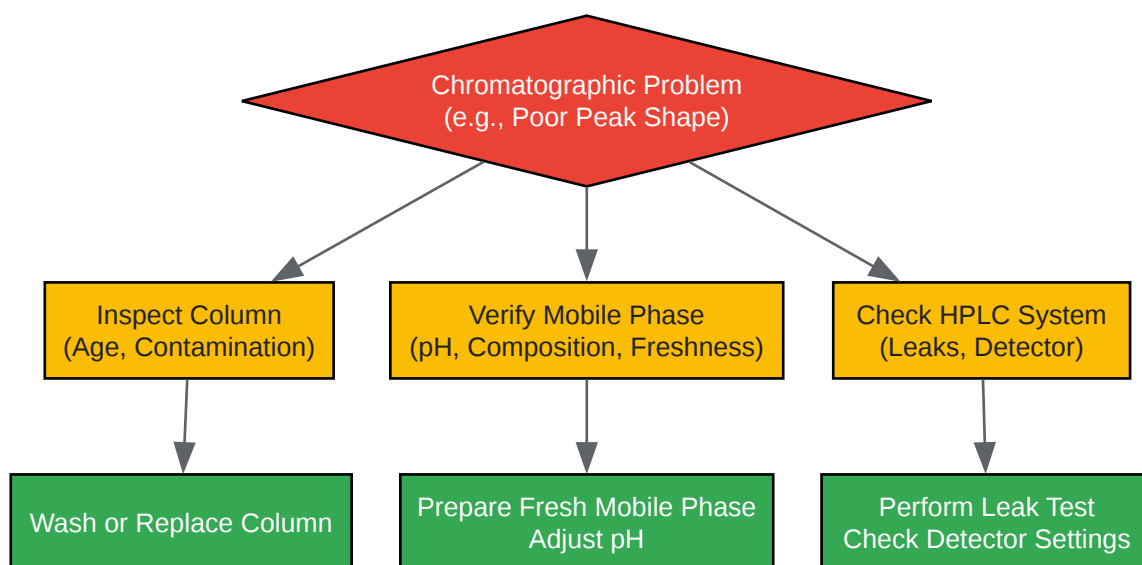 Chromatographic Problem
(e.g., Poor Peak Shape)
Inspect Column
(Age, Contamination)
Verify Mobile Phase
(pH, Composition, Freshness)
Check HPLC System
(Leaks, Detector)
Wash or Replace Column
Prepare Fresh Mobile Phase
Adjust pH
Perform Leak Test
Check Detector Settings